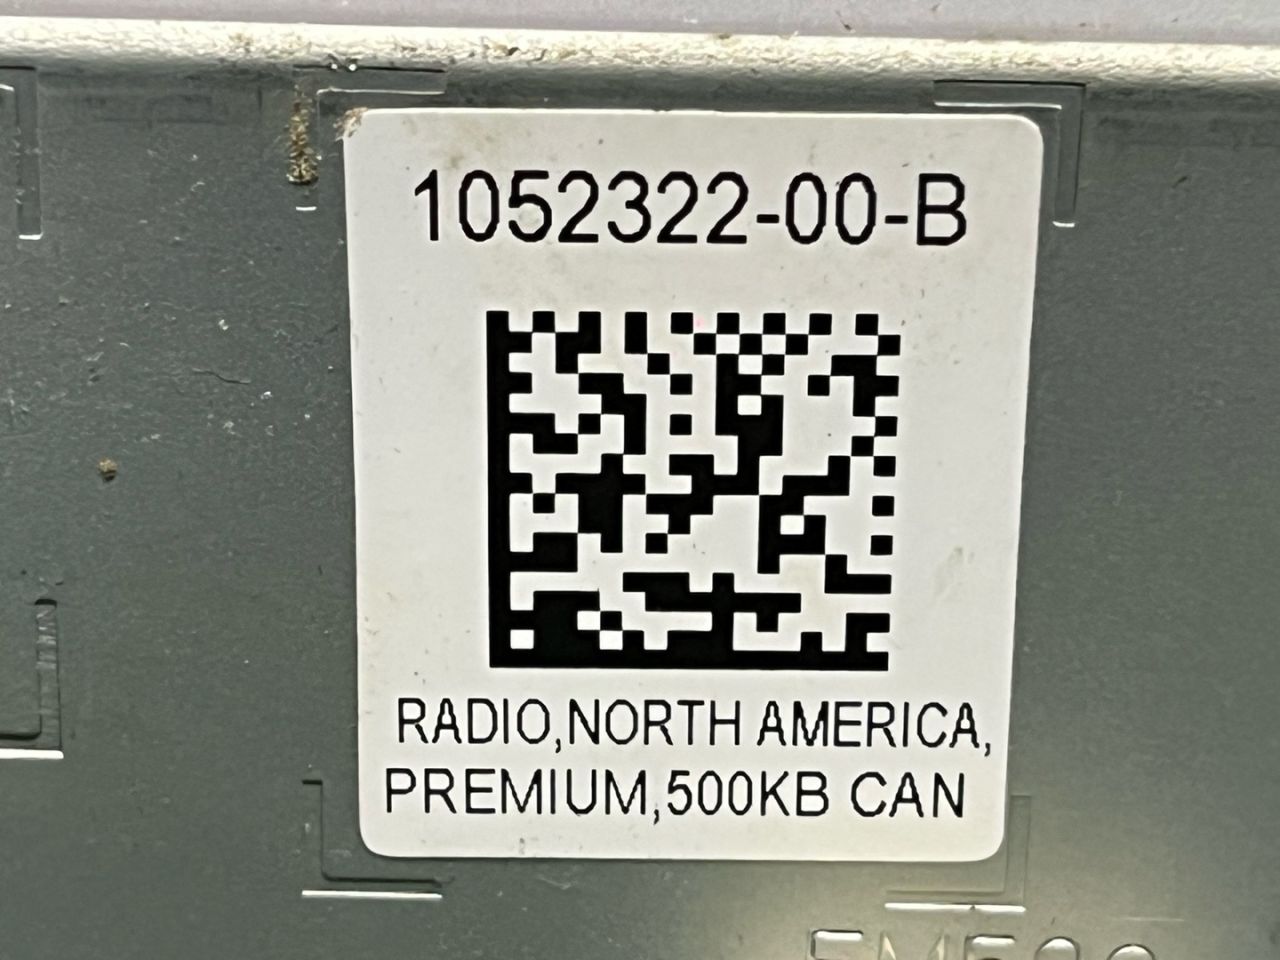 1052322-00-B
RADIO,NORTH AMERICA,
PREMIUM,500KB CAN